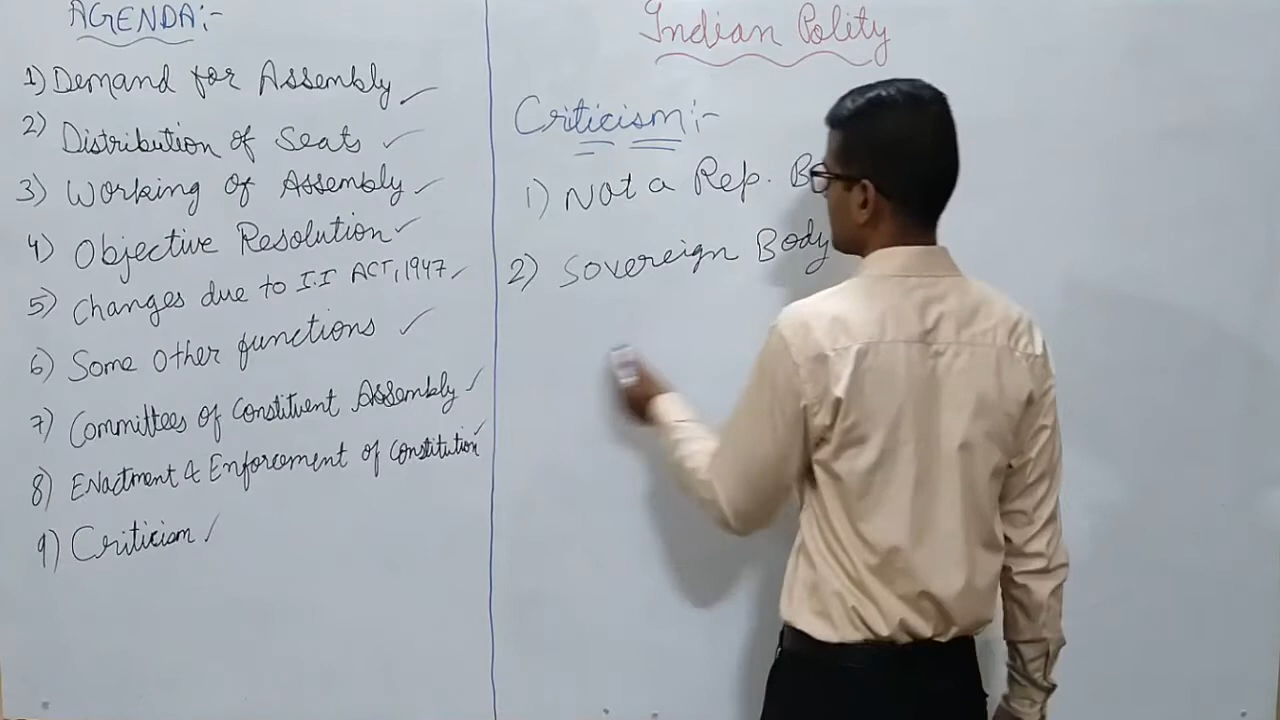 AGENDA:-
1) Demand for Assembly
2) Distribution of Seats
3) Working of Assembly
4) Objective Resolution
5) Changes due to I.I ACT, 1947
6) Some Other functions
7) Committees of Constituent Assembly
8) Enactment & Enforcement of Constitution
9) Criticism
Indian Polity
Criticism:-
1) Not a Rep.
2) Sovereign Body